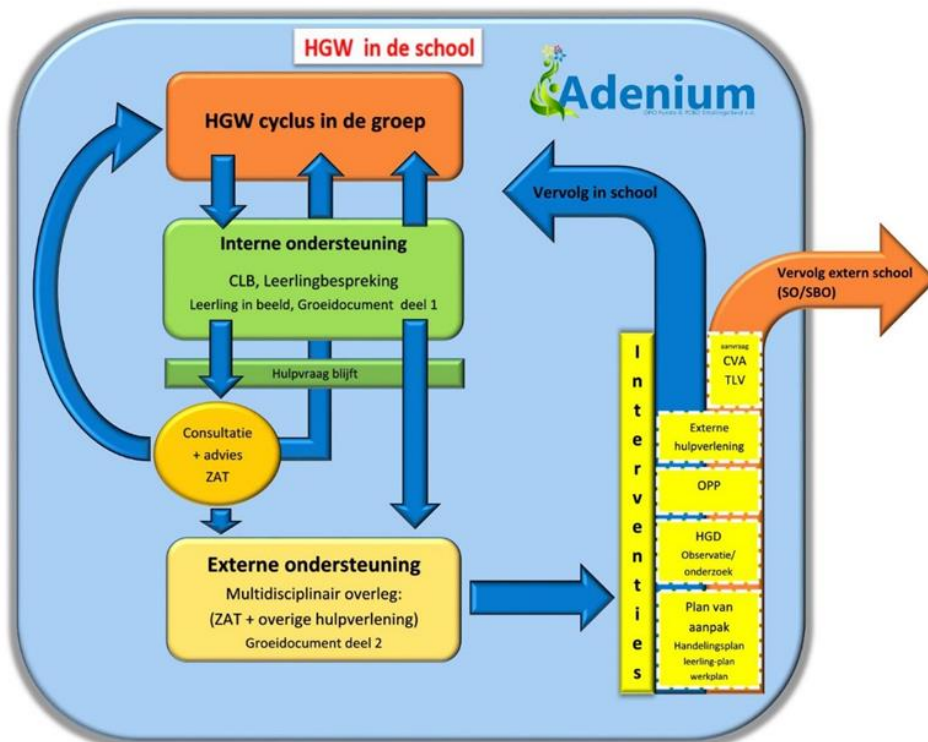 HGW in de school
Adenium
HGW cyclus in de groep
Vervolg in school
Interne ondersteuning
CLB, Leerlingbespreking
Leerling in beeld, Groeidocument deel 1
Vervolg extern school
(SO/SBO)
Hulpvraag blijft
Consultatie
+ advies
ZAT
Externe ondersteuning
Multidisciplinair overleg:
(ZAT + overige hulpverlening)
Groeidocument deel 2
Interventies
aanvraag
CVA
TLV
Externe
hulpverlening
OPP
HGD
Observatie/
onderzoek
Plan van
aanpak
Handelingsplan
leerling-plan
werkplan